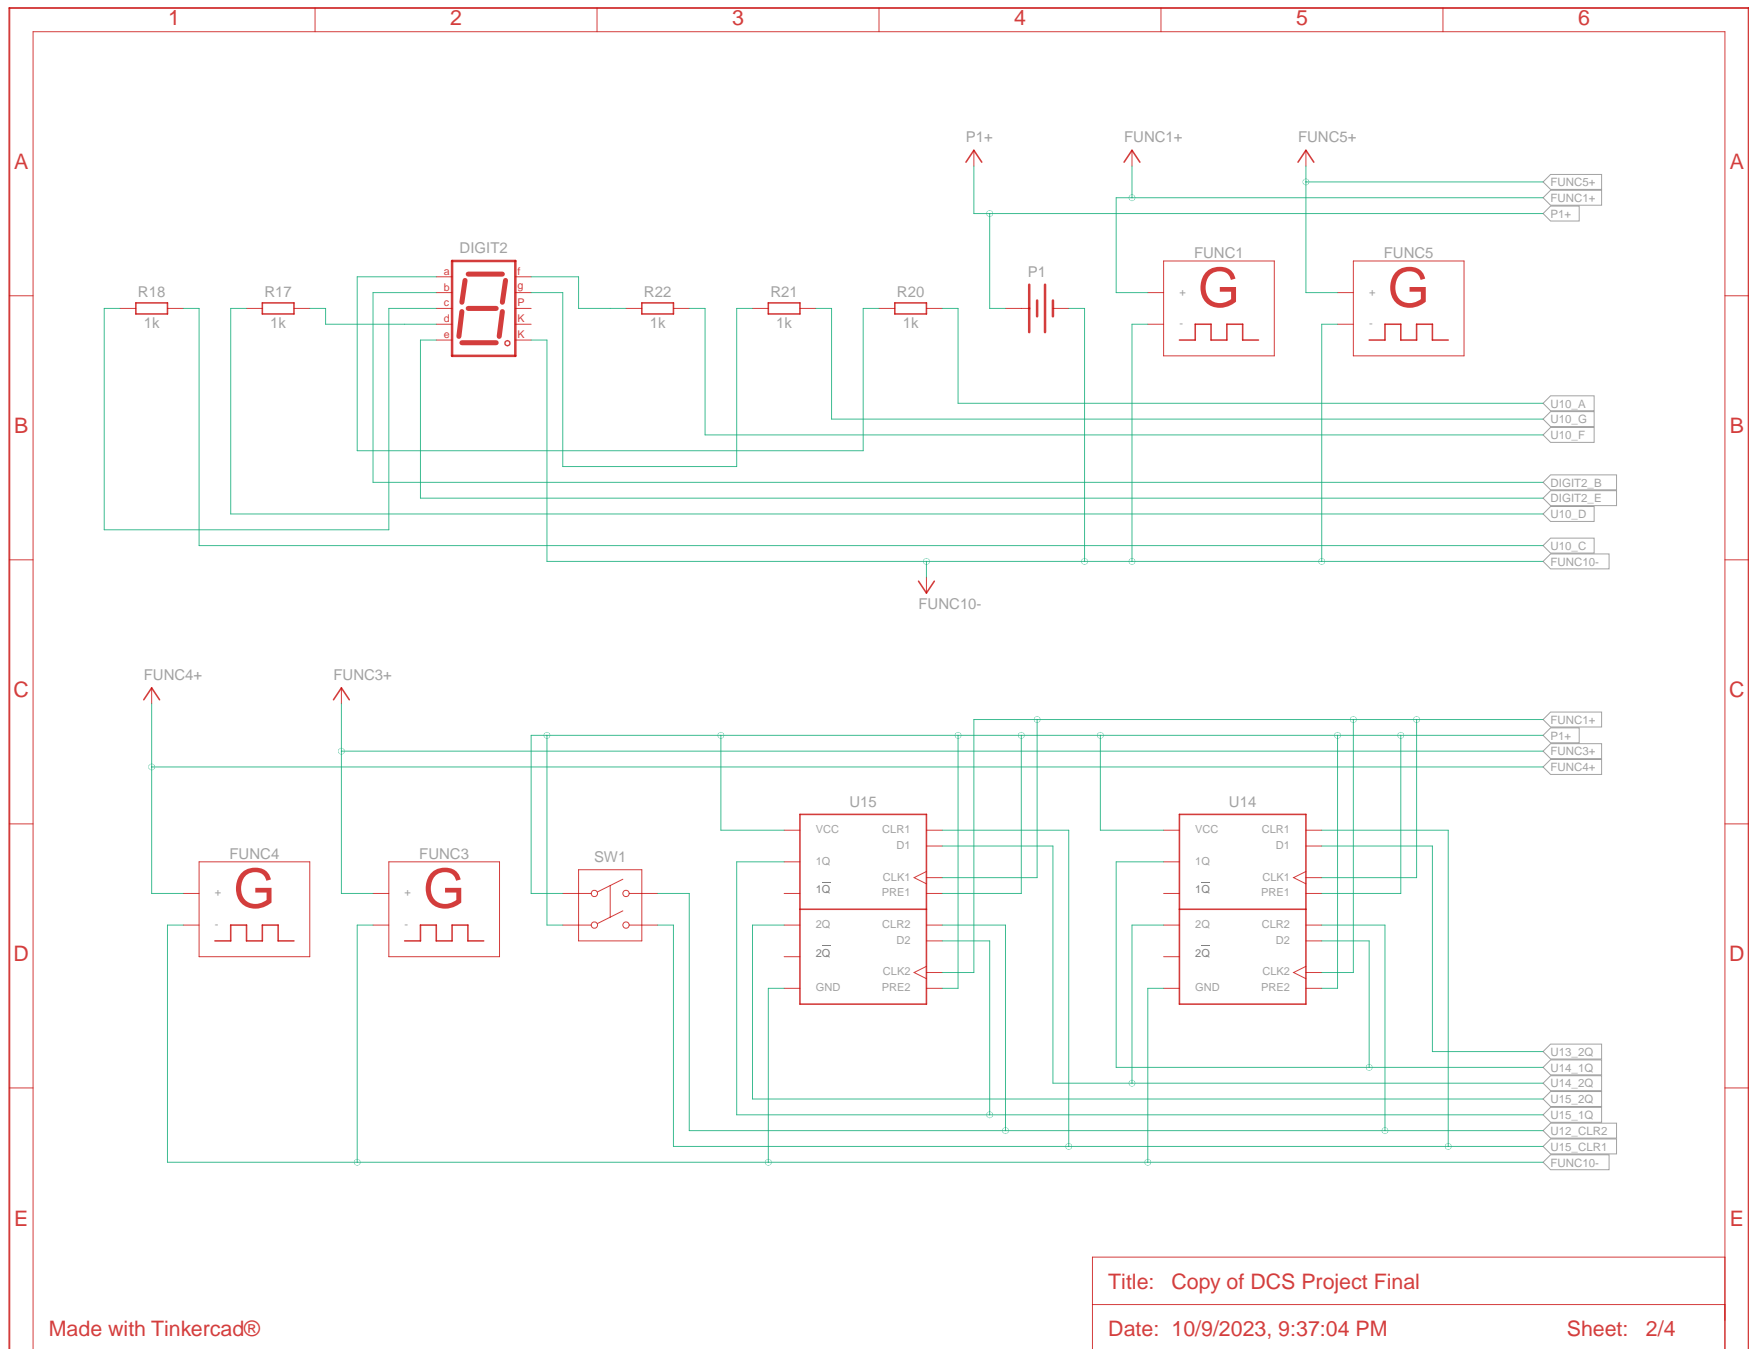 1 2 3 4 5 6
P1+ FUNC1+ FUNC5+
A A
FUNC5+
FUNC1+
P1+
DIGIT2 FUNC1 FUNC5
a f
P1
b g
G G
R18 R17 R22 R21 R20
c P
+ - + -
1k 1k 1k 1k 1k
d K
e K
U10_A
U10_G
B B
U10_F
DIGIT2_B
DIGIT2_E
U10_D
U10_C
FUNC10-
FUNC10-
FUNC4+ FUNC3+
C C
FUNC1+
P1+
FUNC3+
FUNC4+
U15 U14
VCC CLR1 VCC CLR1
D1 D1
FUNC4 FUNC3 SW1
1Q 1Q
CLK1 CLK1
G G
1Q̅ PRE1 1Q̅ PRE1
+ - + -
2Q CLR2 2Q CLR2
D2 D2
D D
2Q̅ 2Q̅
CLK2 CLK2
GND PRE2 GND PRE2
U13_2Q
U14_1Q
U14_2Q
U15_2Q
U15_1Q
U12_CLR2
U15_CLR1
FUNC10-
E E
Title: Copy of DCS Project Final
Made with Tinkercad®
Date: 10/9/2023, 9:37:04 PM Sheet: 2/4